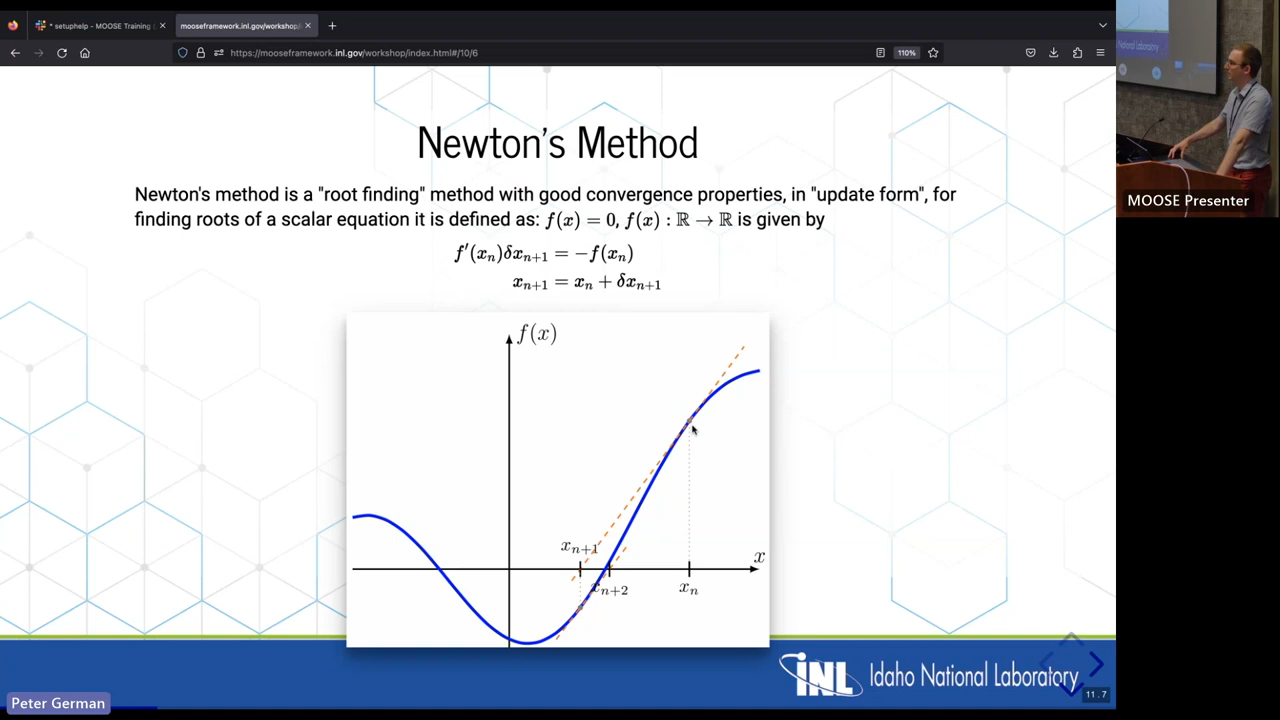 * setuphelp - MOOSE Training
mooseframework.inl.gov/workshop/
https://mooseframework.inl.gov/workshop/index.html#/10/6
110%
Newton's Method
Newton's method is a "root finding" method with good convergence properties, in "update form", for
finding roots of a scalar equation it is defined as: f(x) = 0, f(x) : ℝ → ℝ is given by
f′(xₙ)δxₙ₊₁ = −f(xₙ)
xₙ₊₁ = xₙ + δxₙ₊₁
f(x)
xₙ₊₁
x
xₙ₊₂
xₙ
INL Idaho National Laboratory
11.7
Peter German
National Laboratory
MOOSE Presenter